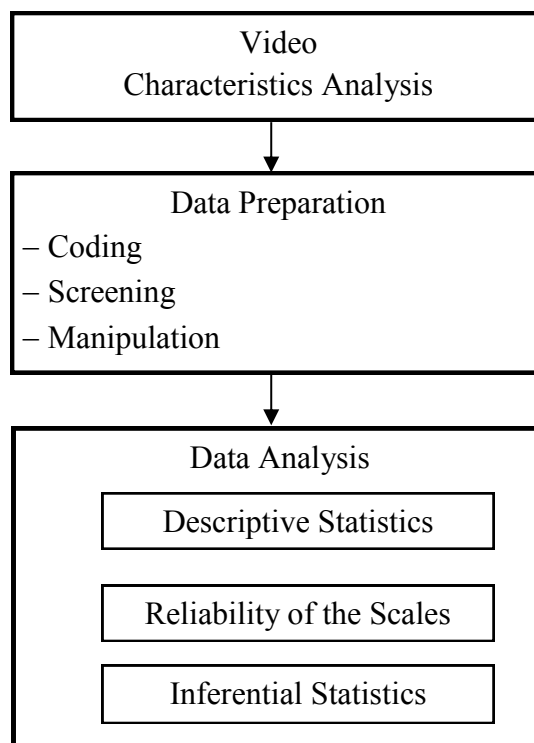 Video
Characteristics Analysis
Data Preparation
– Coding
– Screening
– Manipulation
Data Analysis
Descriptive Statistics
Reliability of the Scales
Inferential Statistics